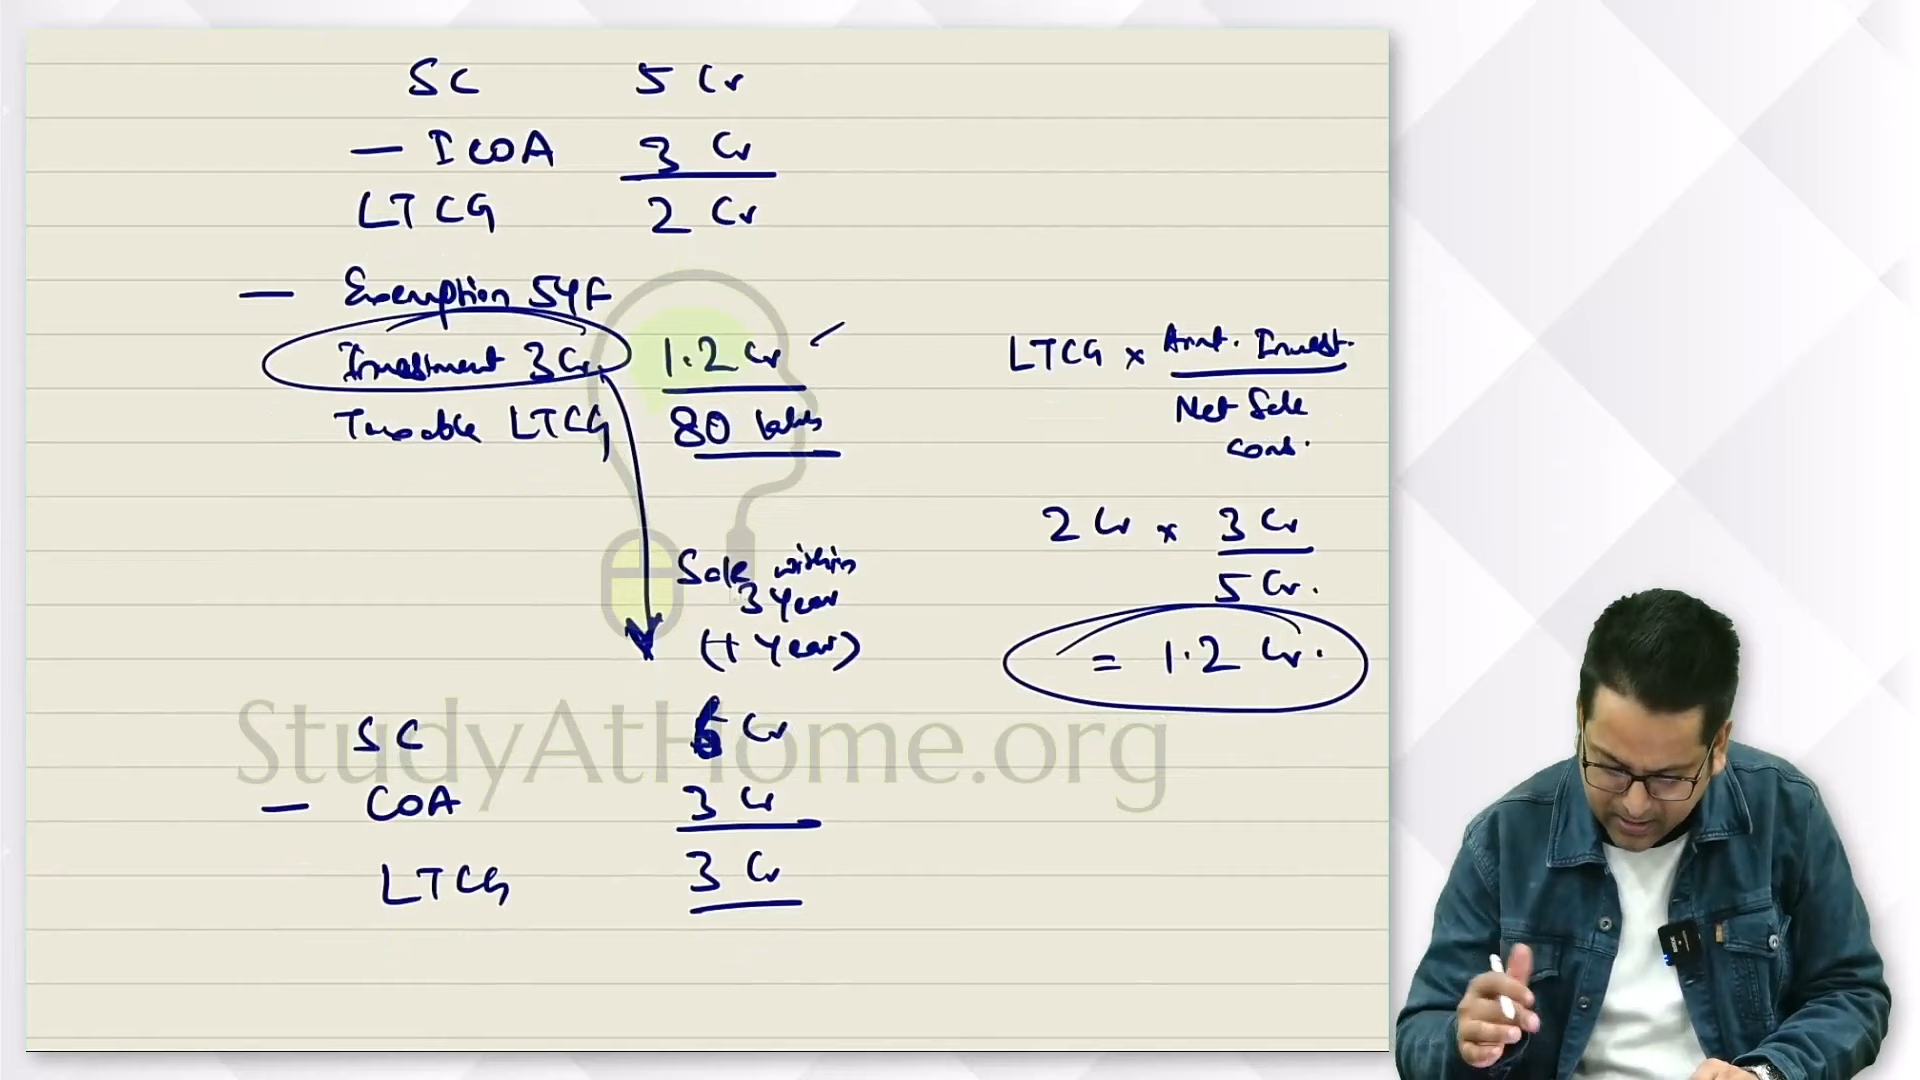 SC 5 Cr
— ICOA 3 Cr
LTCG 2 Cr
— Exemption 54F
Investment 3 Cr. 1.2 Cr
Taxable LTCG 80 lakhs
LTCG × Amt. Invest.
Net Sale
cons.
2 Cr × 3 Cr
5 Cr.
= 1.2 Cr.
Sale within
3 Year
(+ Year)
SC 6 Cr
— COA 3 Cr
LTCG 3 Cr
StudyAtHome.org